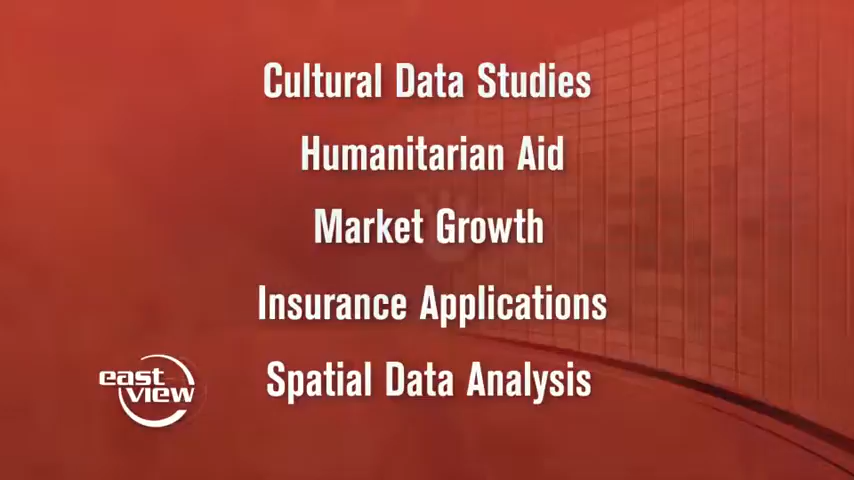 Cultural Data Studies
Humanitarian Aid
Market Growth
Insurance Applications
Spatial Data Analysis
east
view